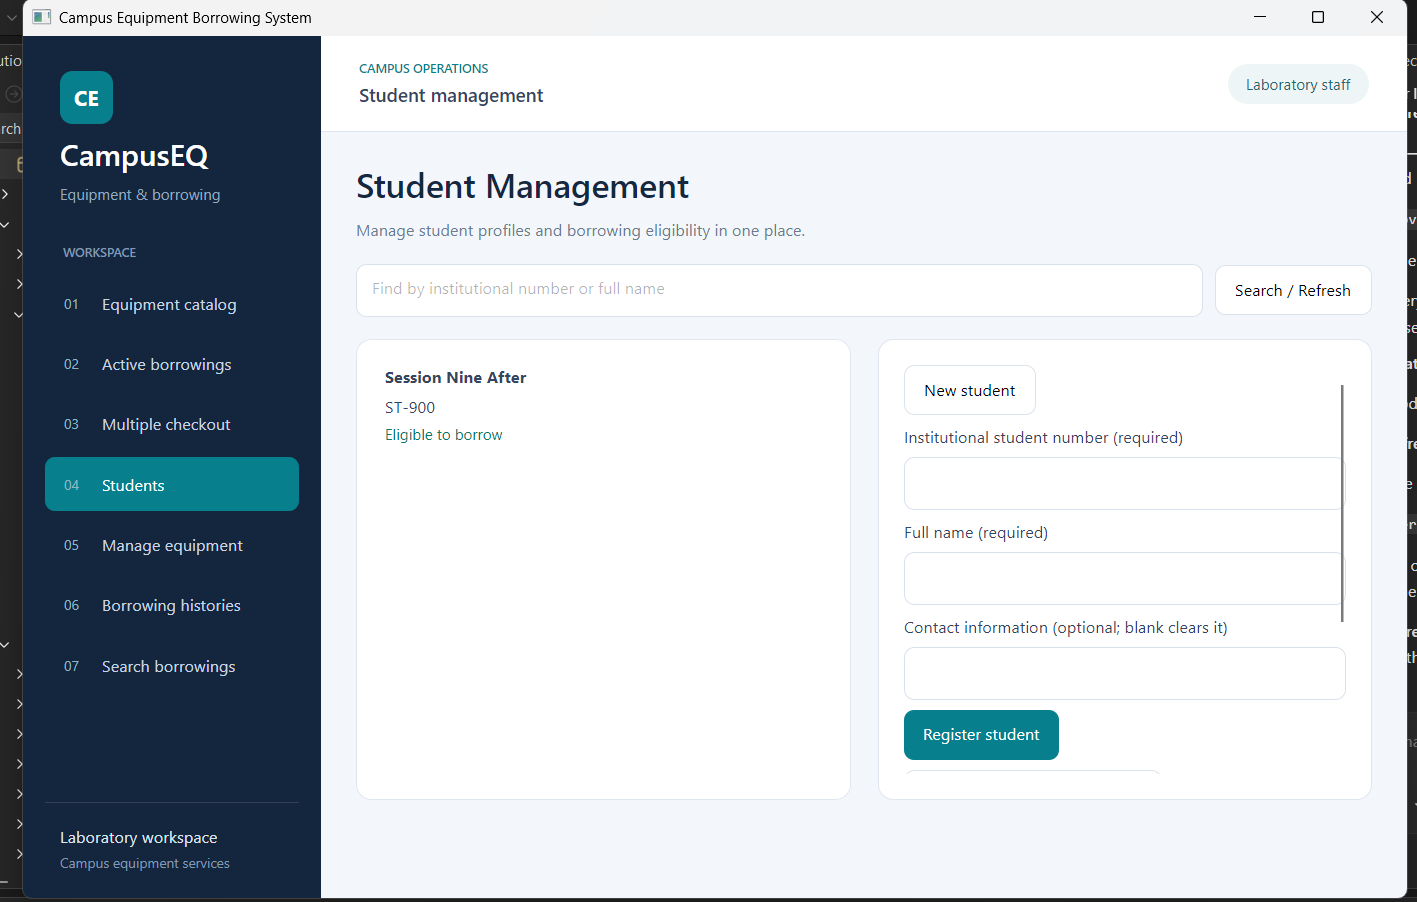 Campus Equipment Borrowing System
CE
CampusEQ
Equipment & borrowing
WORKSPACE
01 Equipment catalog
02 Active borrowings
03 Multiple checkout
04 Students
05 Manage equipment
06 Borrowing histories
07 Search borrowings
Laboratory workspace
Campus equipment services
CAMPUS OPERATIONS
Student management
Laboratory staff
Student Management
Manage student profiles and borrowing eligibility in one place.
Find by institutional number or full name
Search / Refresh
Session Nine After
ST-900
Eligible to borrow
New student
Institutional student number (required)
Full name (required)
Contact information (optional; blank clears it)
Register student